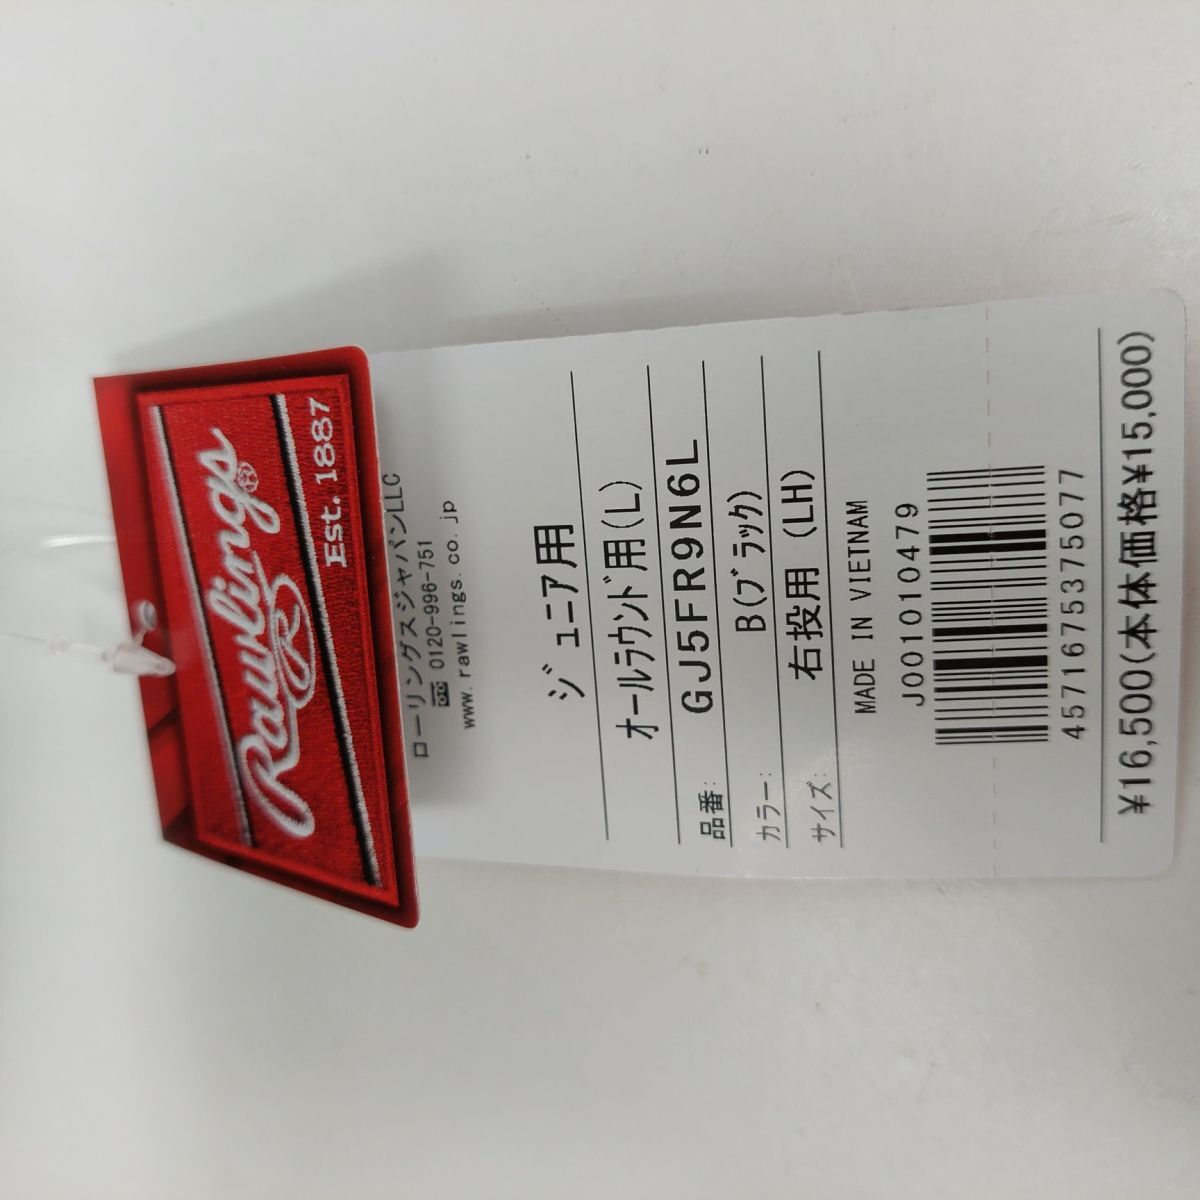 Rawlings
R
Est. 1887
ローリングスジャパンLLC
0120-996-751
www.rawlings.co.jp
ジュニア用
ｵｰﾙﾗｳﾝﾄﾞ用(L)
品番: GJ5FR9N6L
カラー: B(ﾌﾞﾗｯｸ)
サイズ: 右投用 (LH)
MADE IN VIETNAM
J001010479
4571675375077
¥16,500(本体価格¥15,000)